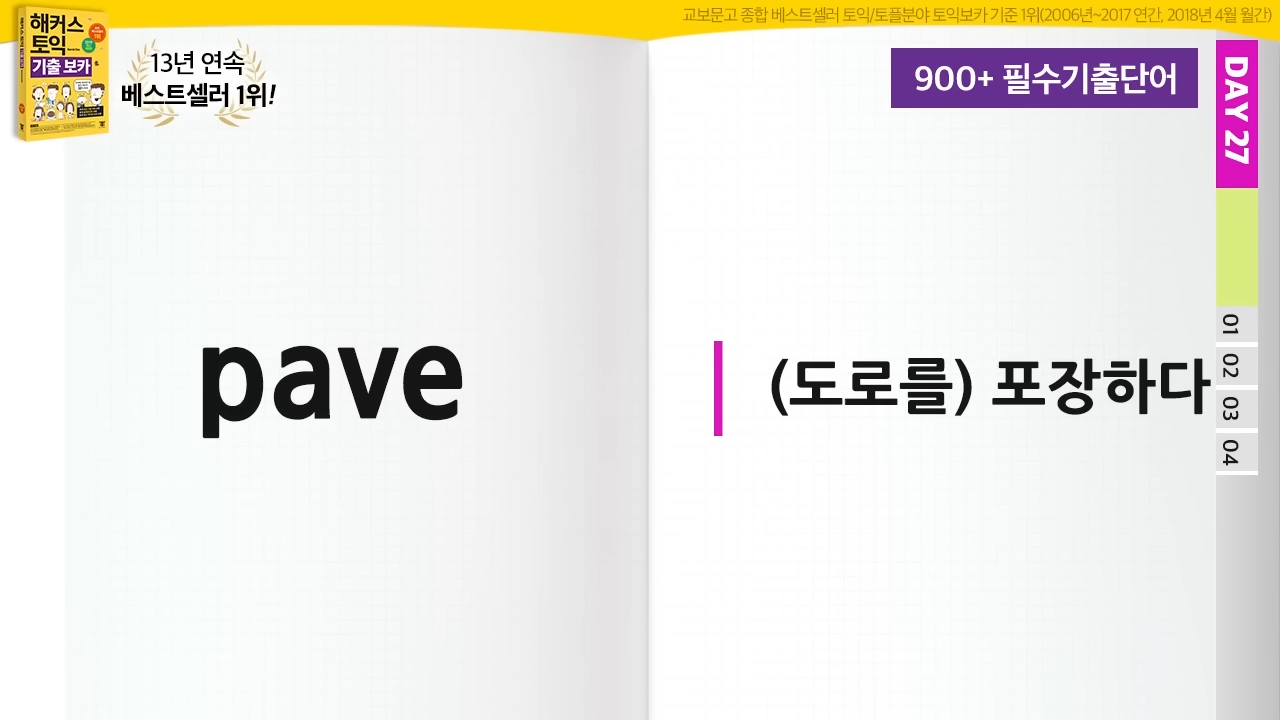 교보문고 종합 베스트셀러 토익/토플분야 토익보카 기준 1위(2006년~2017 연간, 2018년 4월 월간)
해커스
토익
기출 보카
13년 연속
베스트셀러 1위!
900+ 필수기출단어
DAY 27
pave
(도로를) 포장하다
01
02
03
04